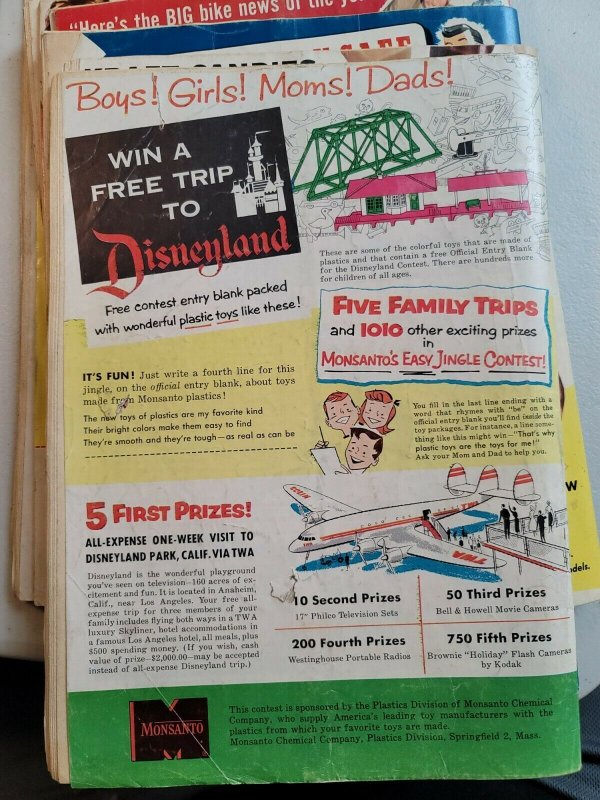 "Here's the BIG bike news of the
KRAFT CANDIES
SAFE
Boys! Girls! Moms! Dads!
WIN A
FREE TRIP
TO
Disneyland
Free contest entry blank packed
with wonderful plastic toys like these!
These are some of the colorful toys that are made of
plastics and that contain a free Official Entry Blank
for the Disneyland Contest. There are hundreds more
for children of all ages.
FIVE FAMILY TRIPS
and 1010 other exciting prizes
in
MONSANTO'S EASY JINGLE CONTEST!
IT'S FUN! Just write a fourth line for this
jingle, on the official entry blank, about toys
made from Monsanto plastics!
The new toys of plastics are my favorite kind
Their bright colors make them easy to find
They're smooth and they're tough—as real as can be
You fill in the last line ending with a
word that rhymes with "be" on the
official entry blank you'll find inside the
toy packages. For instance, a line some-
thing like this might win—"That's why
plastic toys are the toys for me!"
Ask your Mom and Dad to help you.
5 FIRST PRIZES!
ALL-EXPENSE ONE-WEEK VISIT TO
DISNEYLAND PARK, CALIF. VIA TWA
Disneyland is the wonderful playground
you've seen on television—160 acres of ex-
citement and fun. It is located in Anaheim,
Calif., near Los Angeles. Your free all-
expense trip for three members of your
family includes flying both ways in a TWA
luxury Skyliner, hotel accommodations in
a famous Los Angeles hotel, all meals, plus
$500 spending money. (If you wish, cash
value of prize—$2,000.00—may be accepted
instead of all-expense Disneyland trip.)
TWA
10 Second Prizes
17" Philco Television Sets
50 Third Prizes
Bell & Howell Movie Cameras
200 Fourth Prizes
Westinghouse Portable Radios
750 Fifth Prizes
Brownie "Holiday" Flash Cameras
by Kodak
W
dels.
MONSANTO
This contest is sponsored by the Plastics Division of Monsanto Chemical
Company, who supply America's leading toy manufacturers with the
plastics from which your favorite toys are made.
Monsanto Chemical Company, Plastics Division, Springfield 2, Mass.